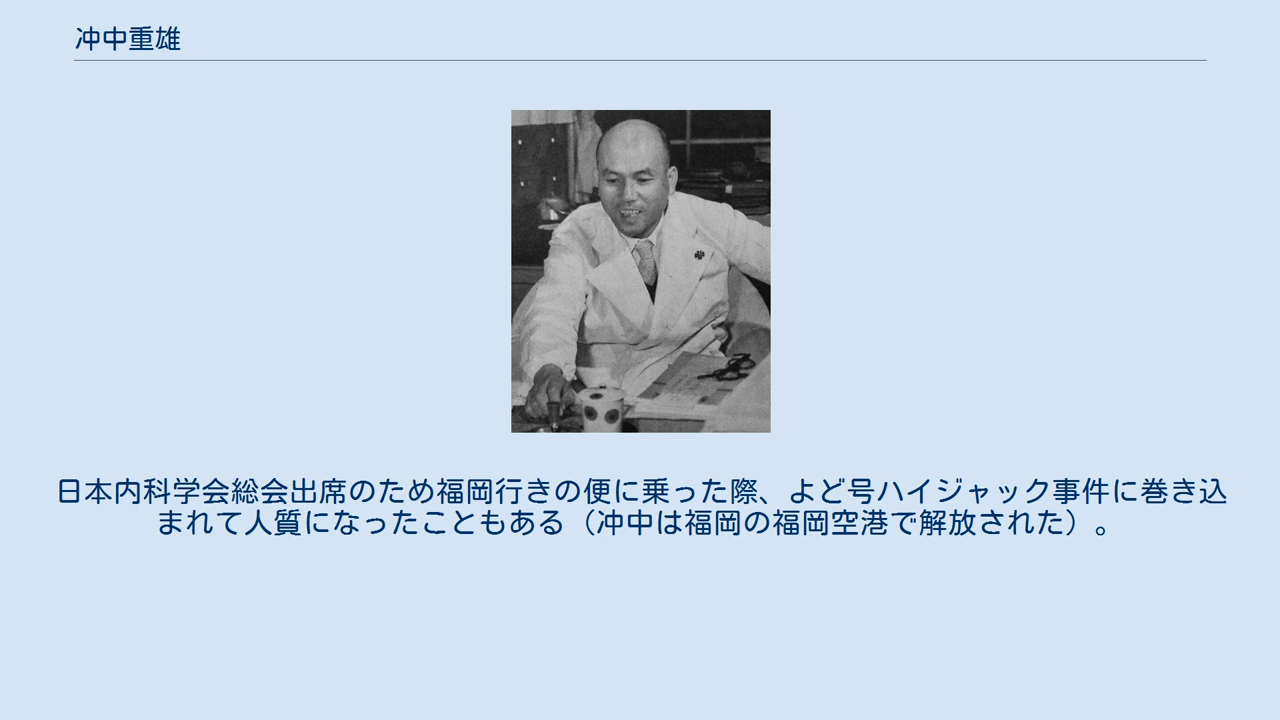 冲中重雄
日本内科学会総会出席のため福岡行きの便に乗った際、よど号ハイジャック事件に巻き込
まれて人質になったこともある（冲中は福岡の福岡空港で解放された）。